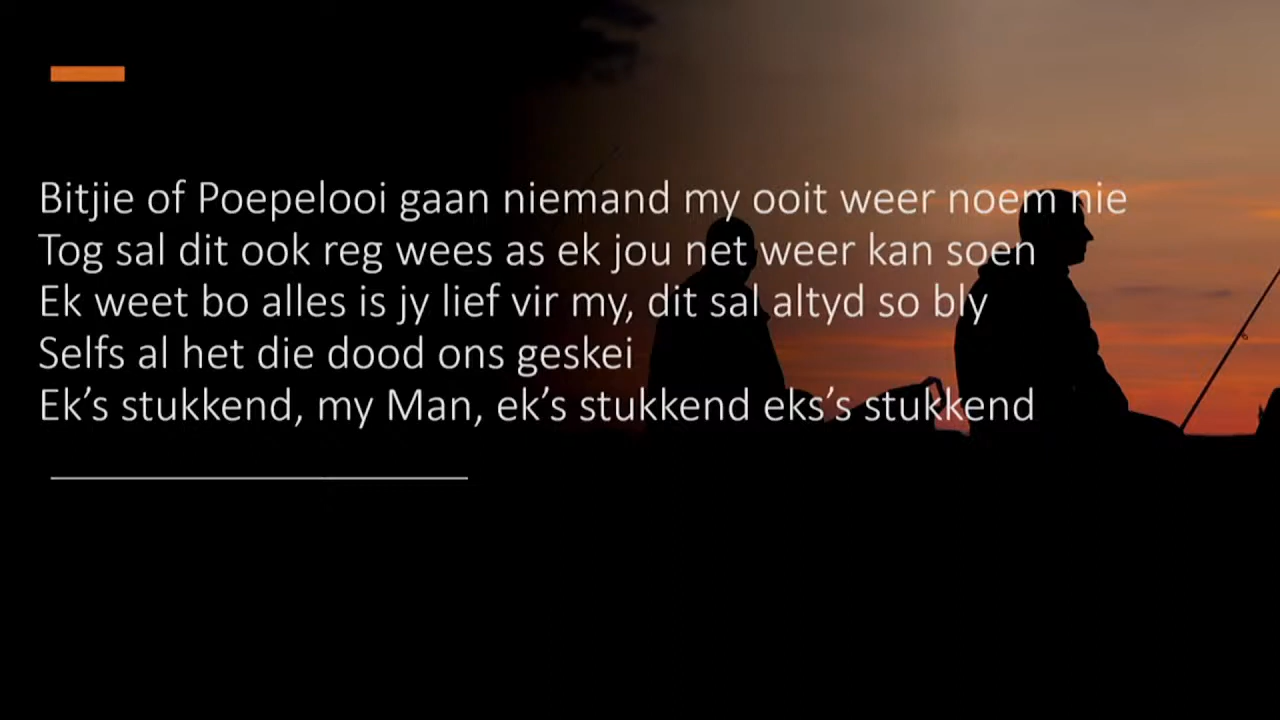 Bitjie of Poepelooi gaan niemand my ooit weer noem nie
Tog sal dit ook reg wees as ek jou net weer kan soen
Ek weet bo alles is jy lief vir my, dit sal altyd so bly
Selfs al het die dood ons geskei
Ek’s stukkend, my Man, ek’s stukkend eks’s stukkend